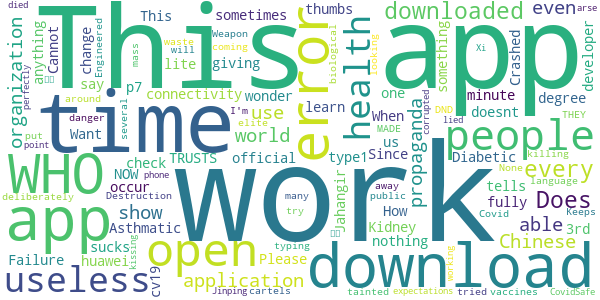 died This sometimes thumbs downloaded even arse
organization anything Cannot change This will Weapon giving error health something Crashed developer Xi
Engineered mass lite looking biological
waste coming say p7 connectivity wonder one minute degree
around time use learn When DND corrupted doesnt
perfectly I'm world propaganda us people
danger Want elite Since lied MADE THEY
put several NOW check TRUSTS official type1 Diabetic killing
WHO point occur work tells every None language
deliberately phone Destruction many away fully Does
app show Asthmatic try Jahangir public How able Keeps
sucks open typing Kidney Chinese 3rd
Failure huawei kissing application Please nothing Covid
useless cv19 Jinping cartels download working tried vaccines
tainted expectations CovidSafe
app